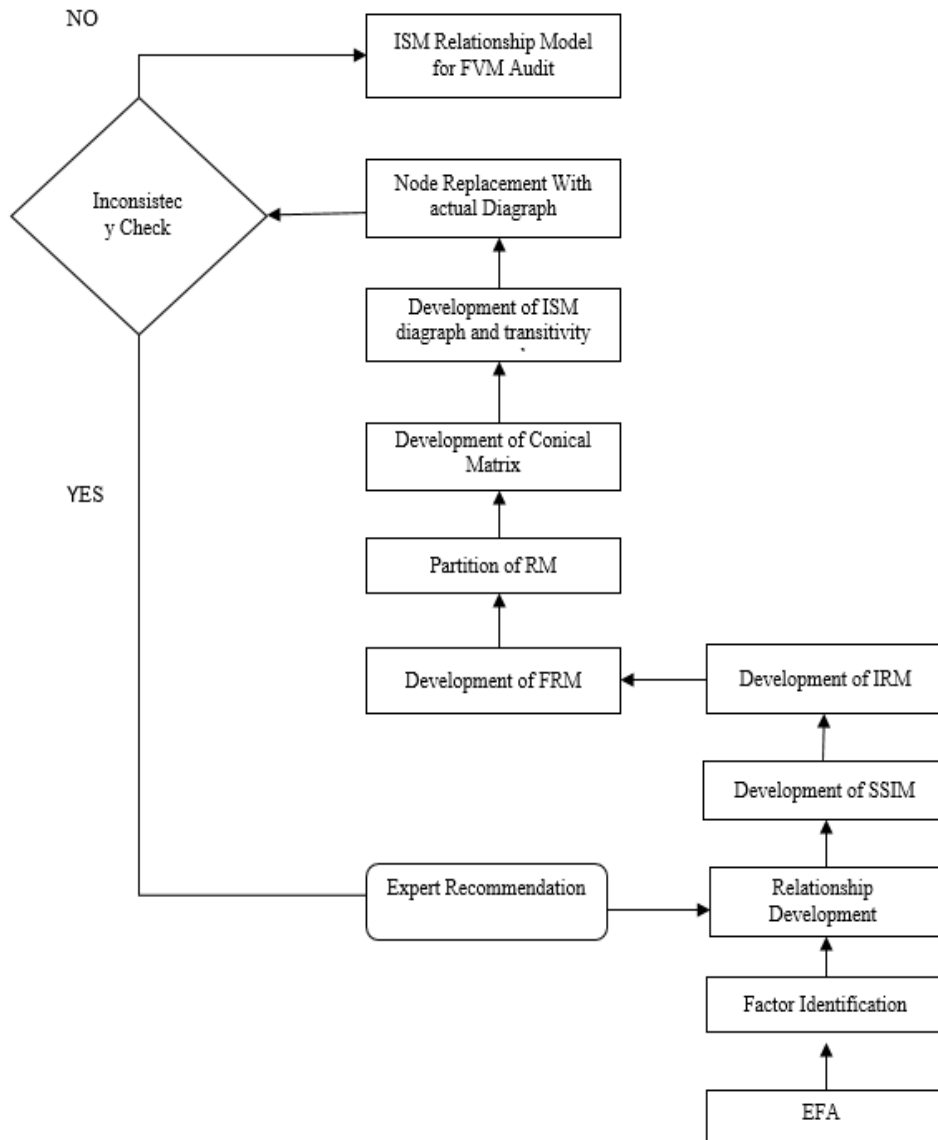 NO
ISM Relationship Model
for FVM Audit
Inconsistec
y Check
Node Replacement With
actual Diagraph
Development of ISM
diagraph and transitivity
Development of Conical
Matrix
YES
Partition of RM
Development of FRM
Development of IRM
Development of SSIM
Expert Recommendation
Relationship
Development
Factor Identification
EFA